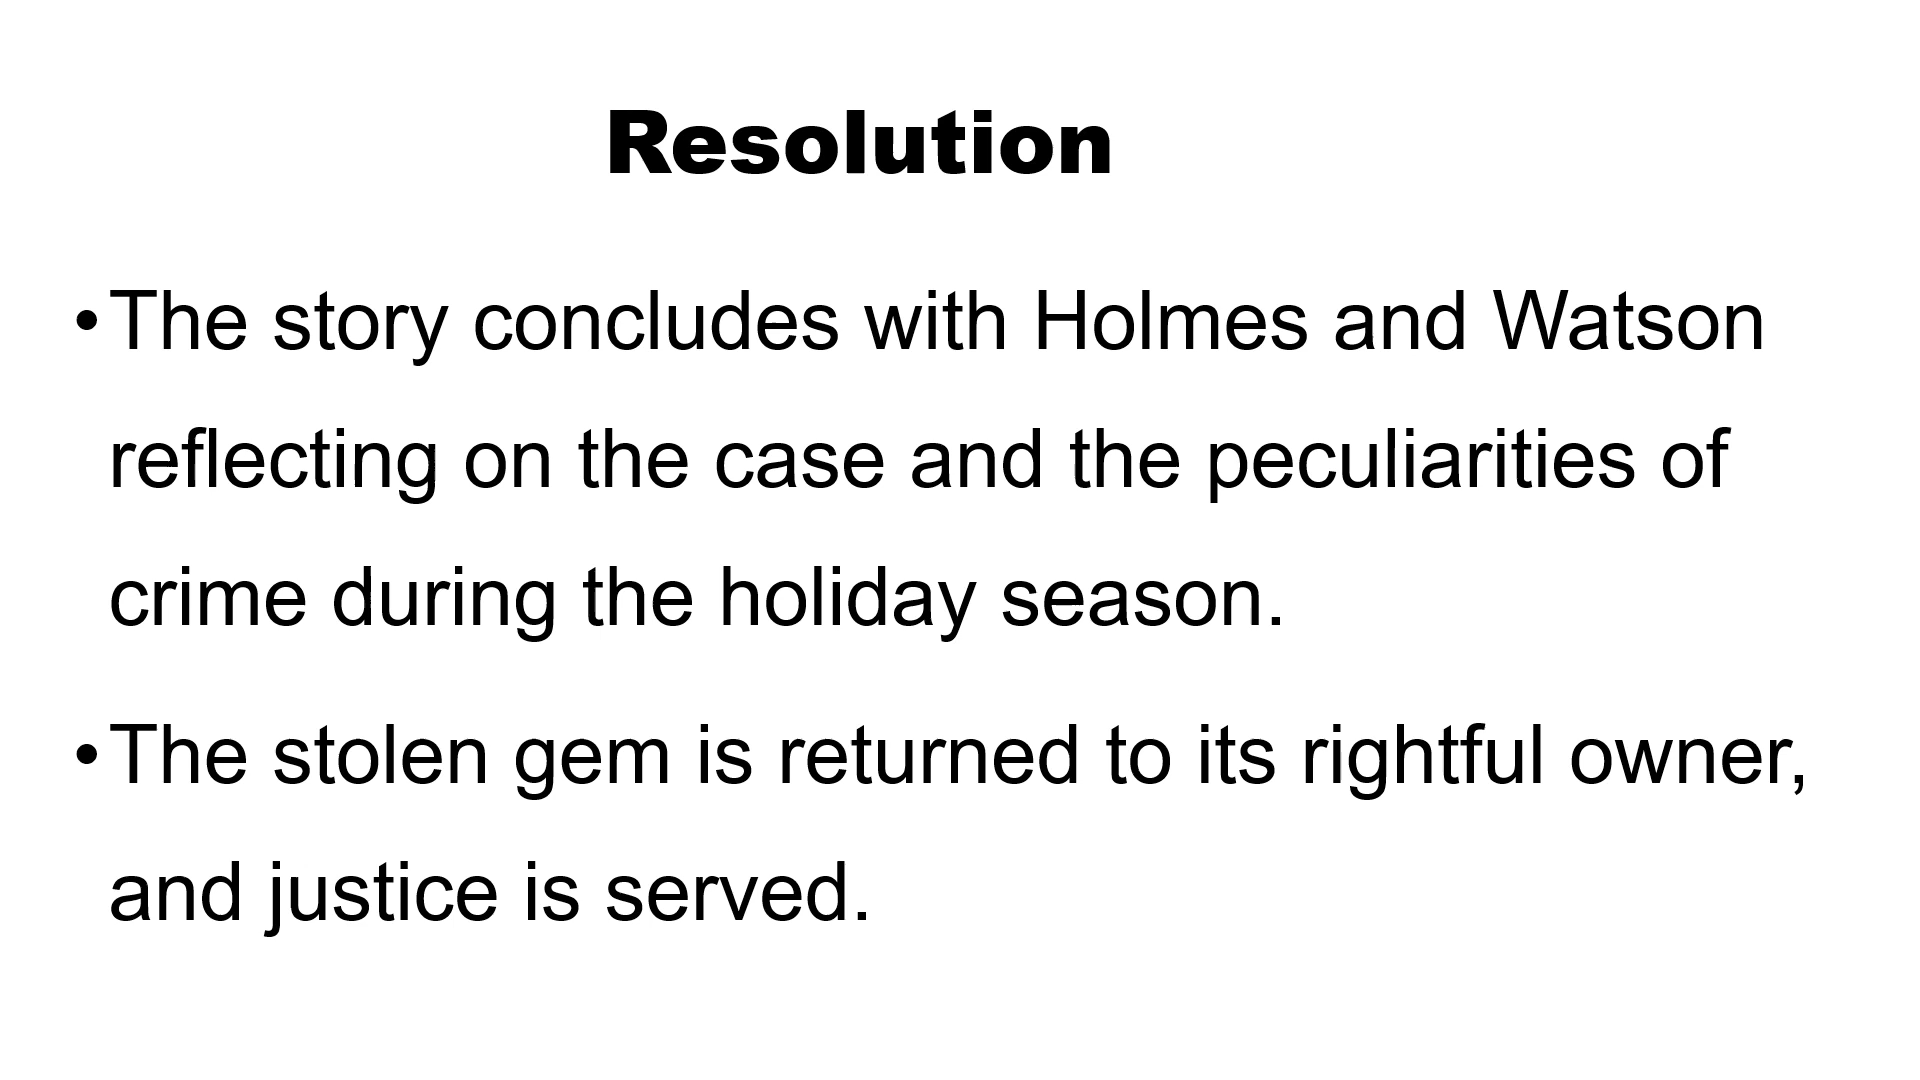 Resolution
•The story concludes with Holmes and Watson
reflecting on the case and the peculiarities of
crime during the holiday season.
•The stolen gem is returned to its rightful owner,
and justice is served.